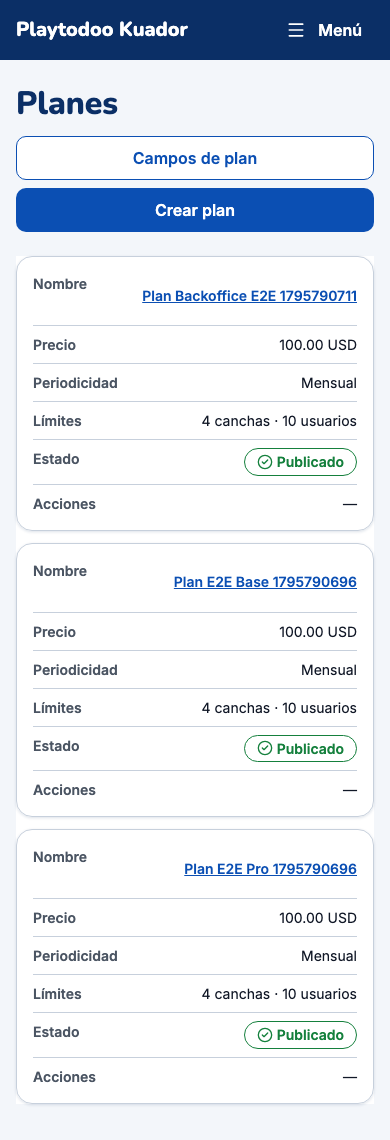 Playtodoo Kuador
Menú
Planes
Campos de plan
Crear plan
Nombre
Plan Backoffice E2E 1795790711
Precio 100.00 USD
Periodicidad Mensual
Límites 4 canchas · 10 usuarios
Estado Publicado
Acciones —
Nombre
Plan E2E Base 1795790696
Precio 100.00 USD
Periodicidad Mensual
Límites 4 canchas · 10 usuarios
Estado Publicado
Acciones —
Nombre
Plan E2E Pro 1795790696
Precio 100.00 USD
Periodicidad Mensual
Límites 4 canchas · 10 usuarios
Estado Publicado
Acciones —